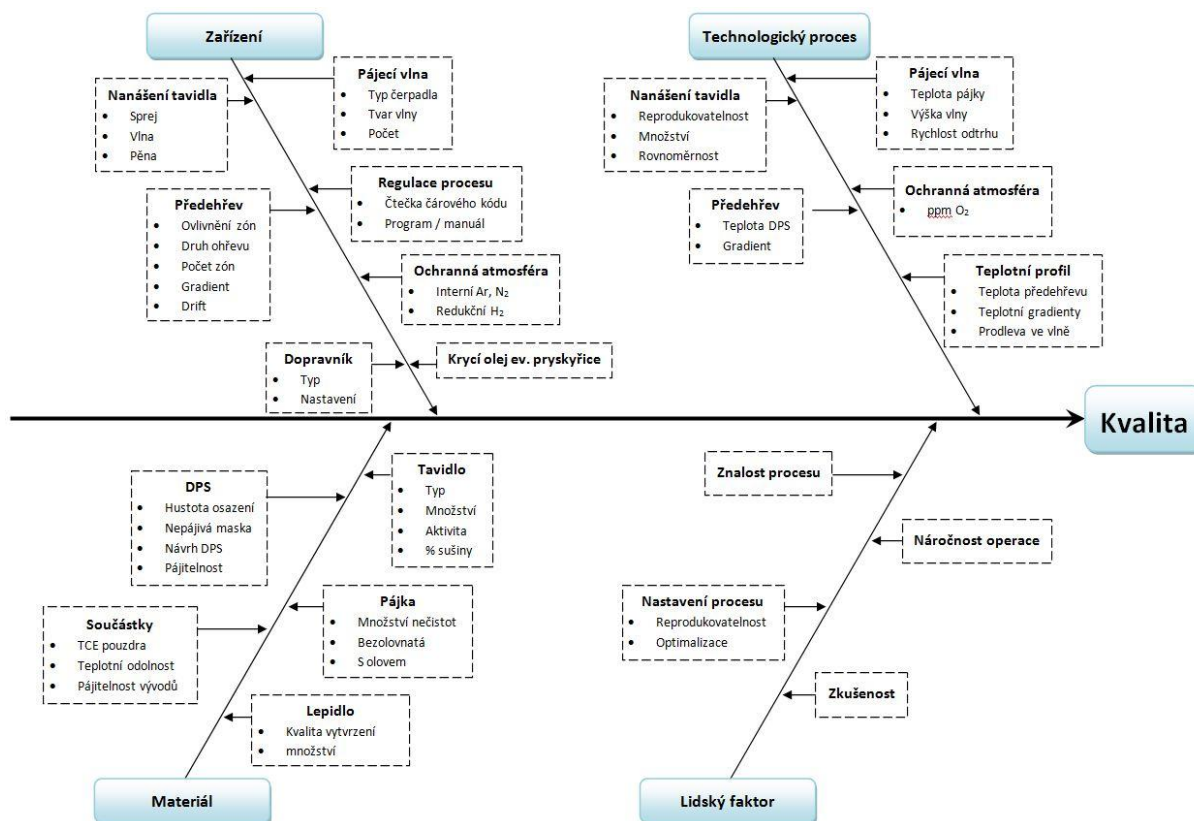 Zařízení
Pájecí vlna
Typ čerpadla
Tvar vlny
Počet
Nanášení tavidla
Sprej
Vlna
Pěna
Regulace procesu
Čtečka čárového kódu
Program / manuál
Předehřev
Ovlivnění zón
Druh ohřevu
Počet zón
Gradient
Drift
Ochranná atmosféra
Interní Ar, N₂
Redukční H₂
Dopravník
Typ
Nastavení
Krycí olej ev. pryskyřice
Technologický proces
Pájecí vlna
Teplota pájky
Výška vlny
Rychlost odtrhu
Nanášení tavidla
Reprodukovatelnost
Množství
Rovnoměrnost
Ochranná atmosféra
ppm O₂
Předehřev
Teplota DPS
Gradient
Teplotní profil
Teplota předehřevu
Teplotní gradienty
Prodleva ve vlně
Kvalita
Tavidlo
Typ
Množství
Aktivita
% sušiny
DPS
Hustota osazení
Nepájivá maska
Návrh DPS
Pájitelnost
Pájka
Množství nečistot
Bezolovnatá
S olovem
Součástky
TCE pouzdra
Teplotní odolnost
Pájitelnost vývodů
Lepidlo
Kvalita vytvrzení
množství
Materiál
Znalost procesu
Náročnost operace
Nastavení procesu
Reprodukovatelnost
Optimalizace
Zkušenost
Lidský faktor